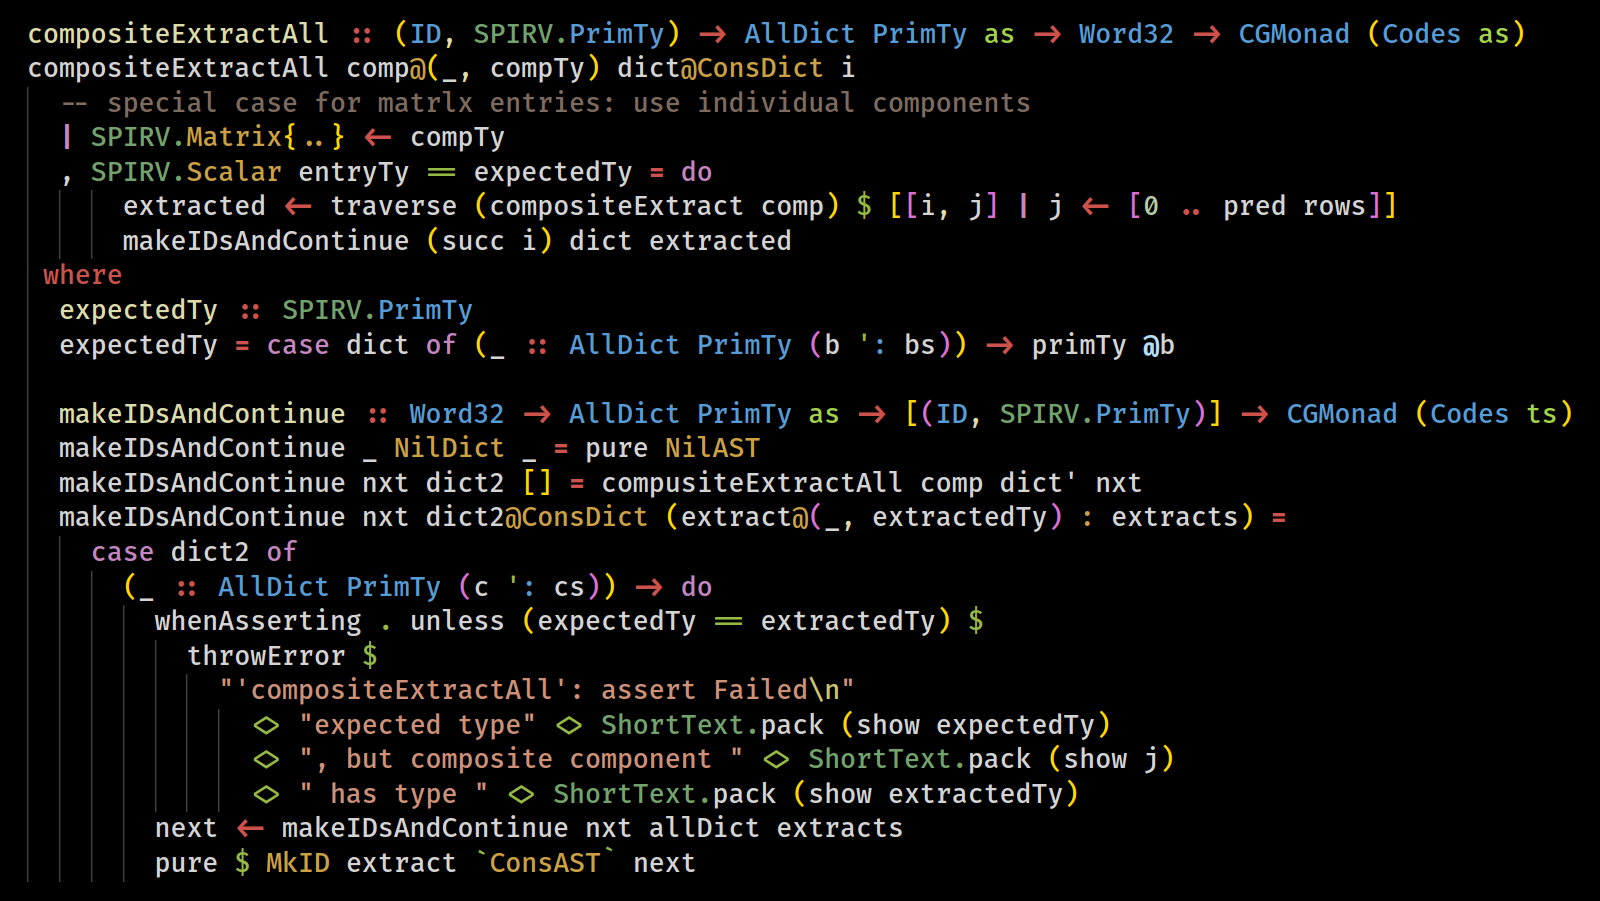 compositeExtractAll :: (ID, SPIRV.PrimTy) -> AllDict PrimTy as -> Word32 -> CGMonad (Codes as)
compositeExtractAll comp@(_, compTy) dict@ConsDict i
-- special case for matrlx entries: use individual components
| SPIRV.Matrix{..} <- compTy
, SPIRV.Scalar entryTy == expectedTy = do
extracted <- traverse (compositeExtract comp) $ [[i, j] | j <- [0 .. pred rows]]
makeIDsAndContinue (succ i) dict extracted
where
expectedTy :: SPIRV.PrimTy
expectedTy = case dict of (_ :: AllDict PrimTy (b ': bs)) -> primTy @b
makeIDsAndContinue :: Word32 -> AllDict PrimTy as -> [(ID, SPIRV.PrimTy)] -> CGMonad (Codes ts)
makeIDsAndContinue _ NilDict _ = pure NilAST
makeIDsAndContinue nxt dict2 [] = compusiteExtractAll comp dict' nxt
makeIDsAndContinue nxt dict2@ConsDict (extract@(_, extractedTy) : extracts) =
case dict2 of
(_ :: AllDict PrimTy (c ': cs)) -> do
whenAsserting . unless (expectedTy == extractedTy) $
throwError $
"'compositeExtractAll': assert Failed\n"
<> "expected type" <> ShortText.pack (show expectedTy)
<> ", but composite component " <> ShortText.pack (show j)
<> " has type " <> ShortText.pack (show extractedTy)
next <- makeIDsAndContinue nxt allDict extracts
pure $ MkID extract `ConsAST` next